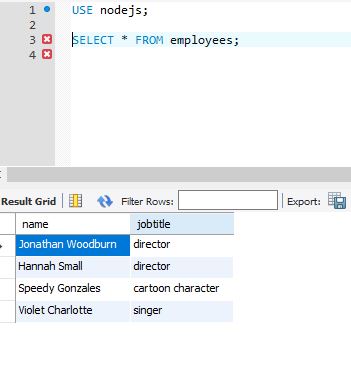 1 USE nodejs;
2
3 SELECT * FROM employees;
4
Result Grid Filter Rows: Export:
name jobtitle
Jonathan Woodburn director
Hannah Small director
Speedy Gonzales cartoon character
Violet Charlotte singer